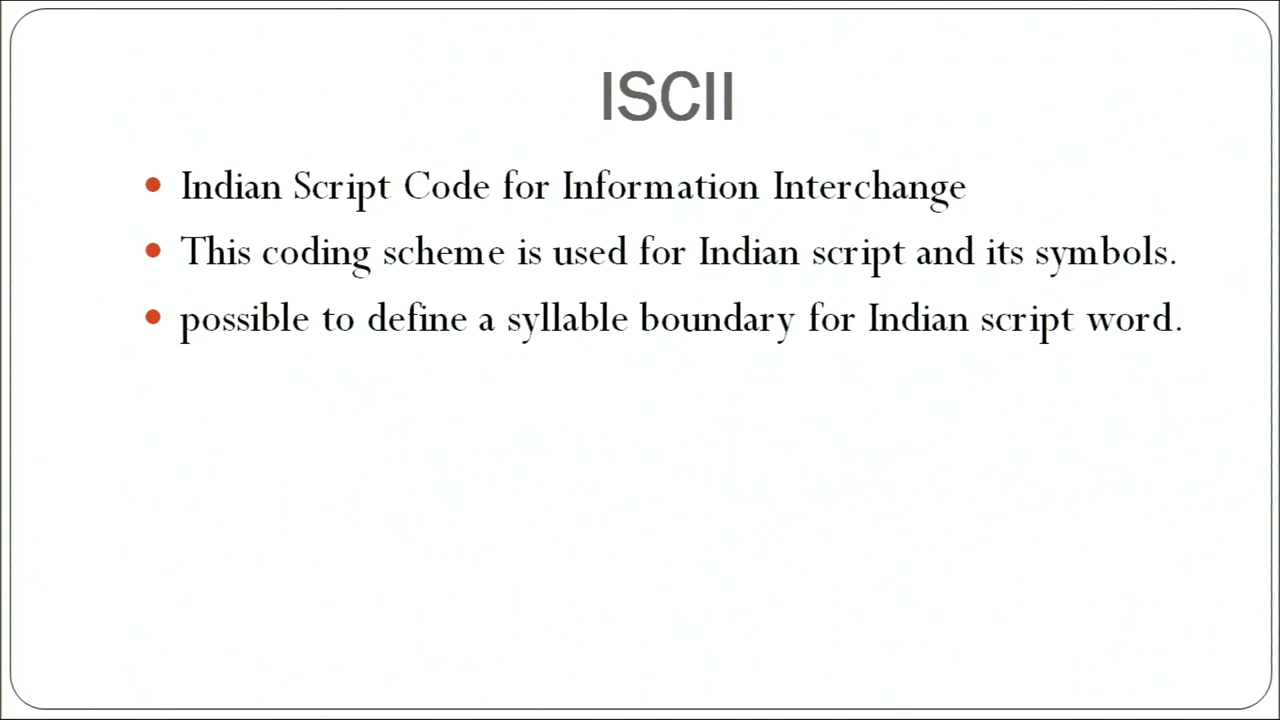 ISCII
Indian Script Code for Information Interchange
This coding scheme is used for Indian script and its symbols.
possible to define a syllable boundary for Indian script word.